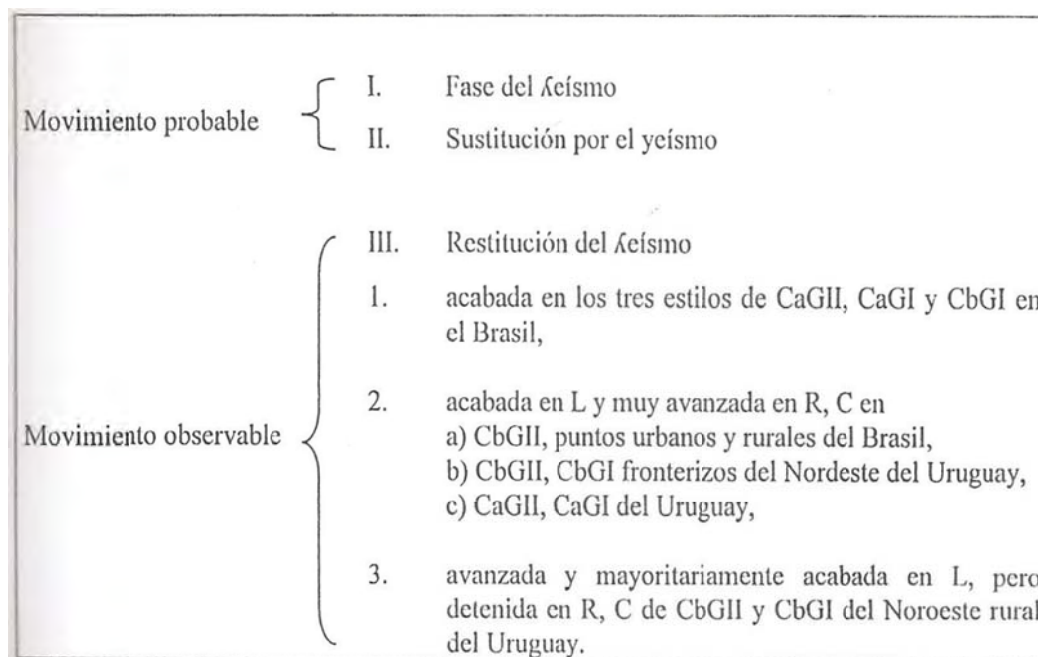 I. Fase del ʎeísmo
Movimiento probable
II. Sustitución por el yeísmo
III. Restitución del ʎeísmo
1. acabada en los tres estilos de CaGII, CaGI y CbGI en
el Brasil,
2. acabada en L y muy avanzada en R, C en
a) CbGII, puntos urbanos y rurales del Brasil,
Movimiento observable
b) CbGII, CbGI fronterizos del Nordeste del Uruguay,
c) CaGII, CaGI del Uruguay,
3. avanzada y mayoritariamente acabada en L, pero
detenida en R, C de CbGII y CbGI del Noroeste rural
del Uruguay.